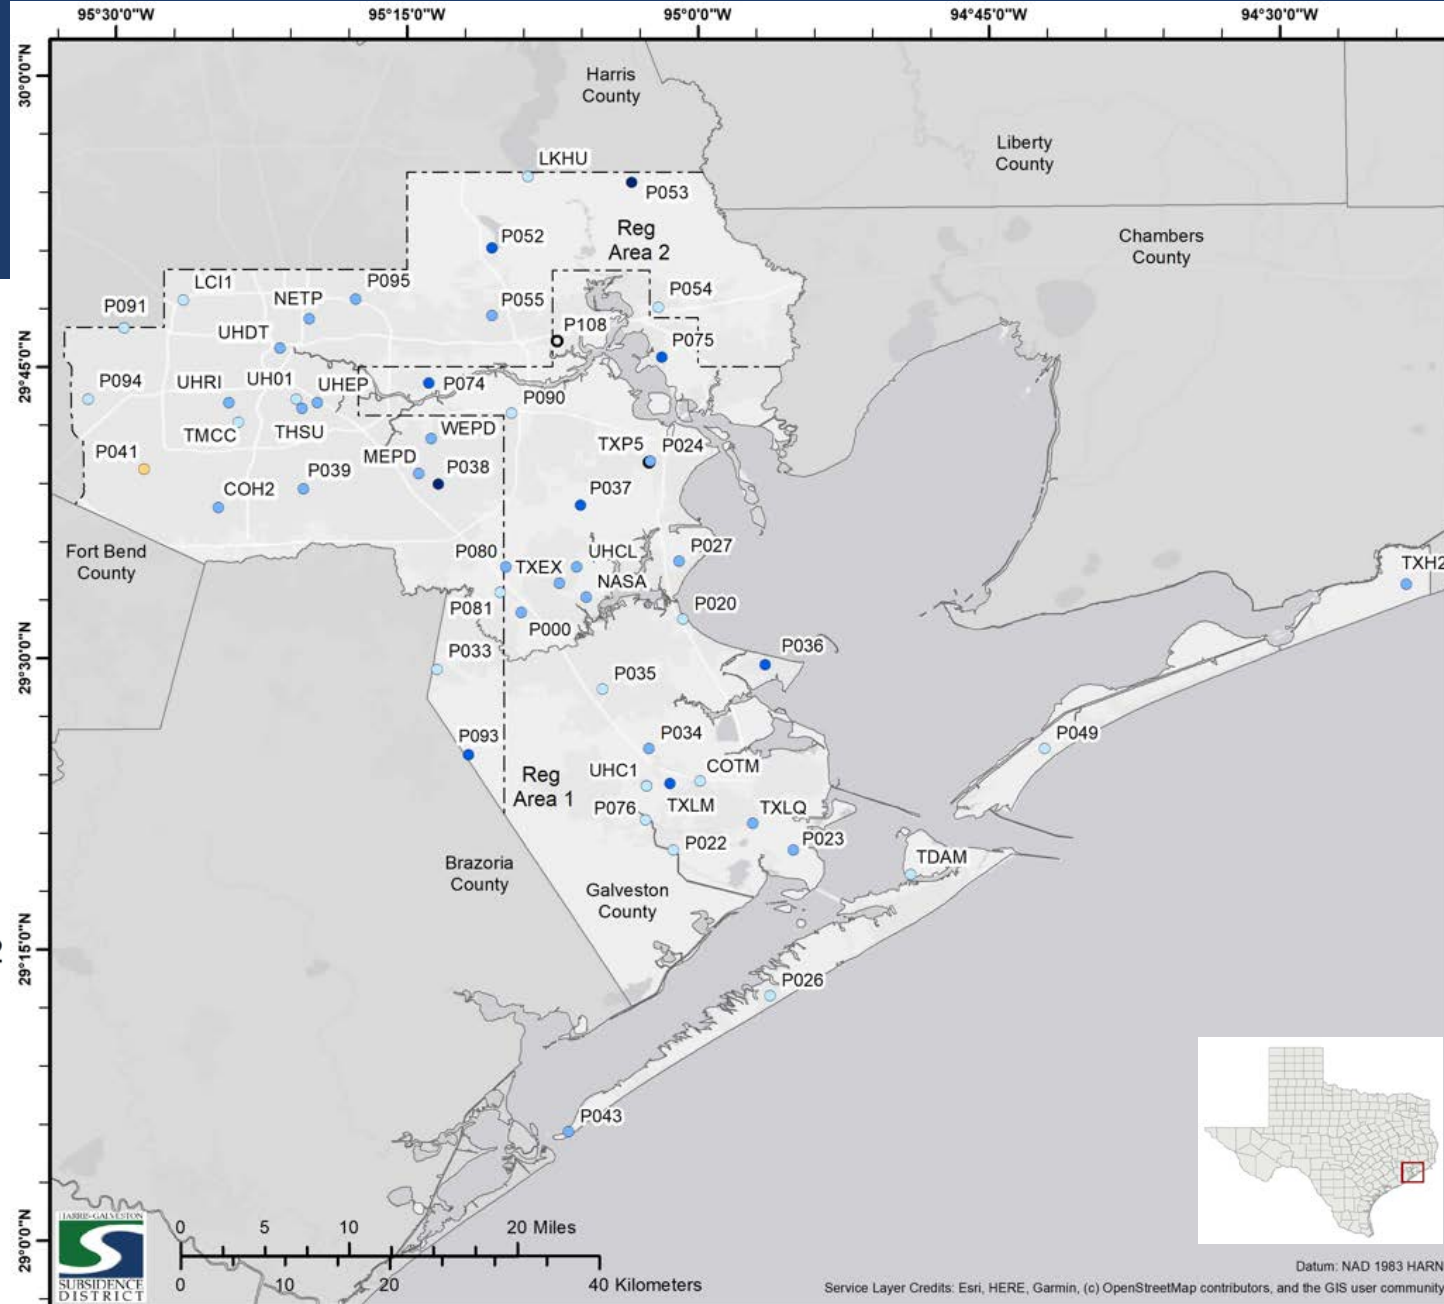 95°30'0"W 95°15'0"W 95°0'0"W 94°45'0"W 94°30'0"W
30°0'0"N
29°45'0"N
29°30'0"N
29°15'0"N
29°0'0"N
Harris
County
Liberty
County
Chambers
County
LKHU
P053
P052
Reg
Area 2
LCI1
P095
NETP
P091
P055
P054
UHDT
P108
P075
P094
UHRI
UH01
UHEP
P074
P090
TMCC
THSU
WEPD
TXP5
P024
P041
MEPD
P038
P039
COH2
P037
Fort Bend
County
P080
TXEX
UHCL
P027
NASA
TXH2
P081
P000
P020
P033
P036
P035
P093
P034
P049
Reg
Area 1
UHC1
COTM
P076
TXLM
TXLQ
P022
P023
Brazoria
County
TDAM
Galveston
County
P026
P043
HARRIS-GALVESTON
SUBSIDENCE
DISTRICT
0 5 10 20 Miles
0 10 20 40 Kilometers
Datum: NAD 1983 HARN
Service Layer Credits: Esri, HERE, Garmin, (c) OpenStreetMap contributors, and the GIS user community